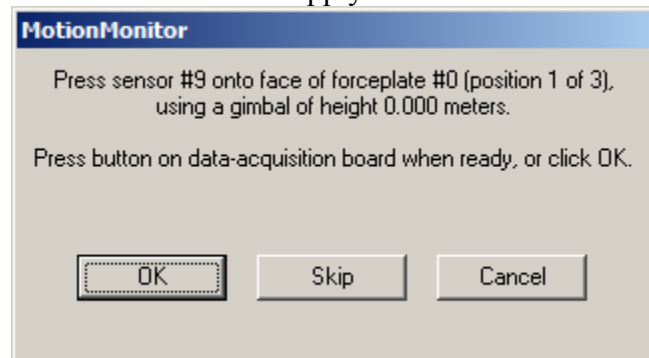 MotionMonitor
Press sensor #9 onto face of forceplate #0 (position 1 of 3),
using a gimbal of height 0.000 meters.
Press button on data-acquisition board when ready, or click OK.
OK Skip Cancel